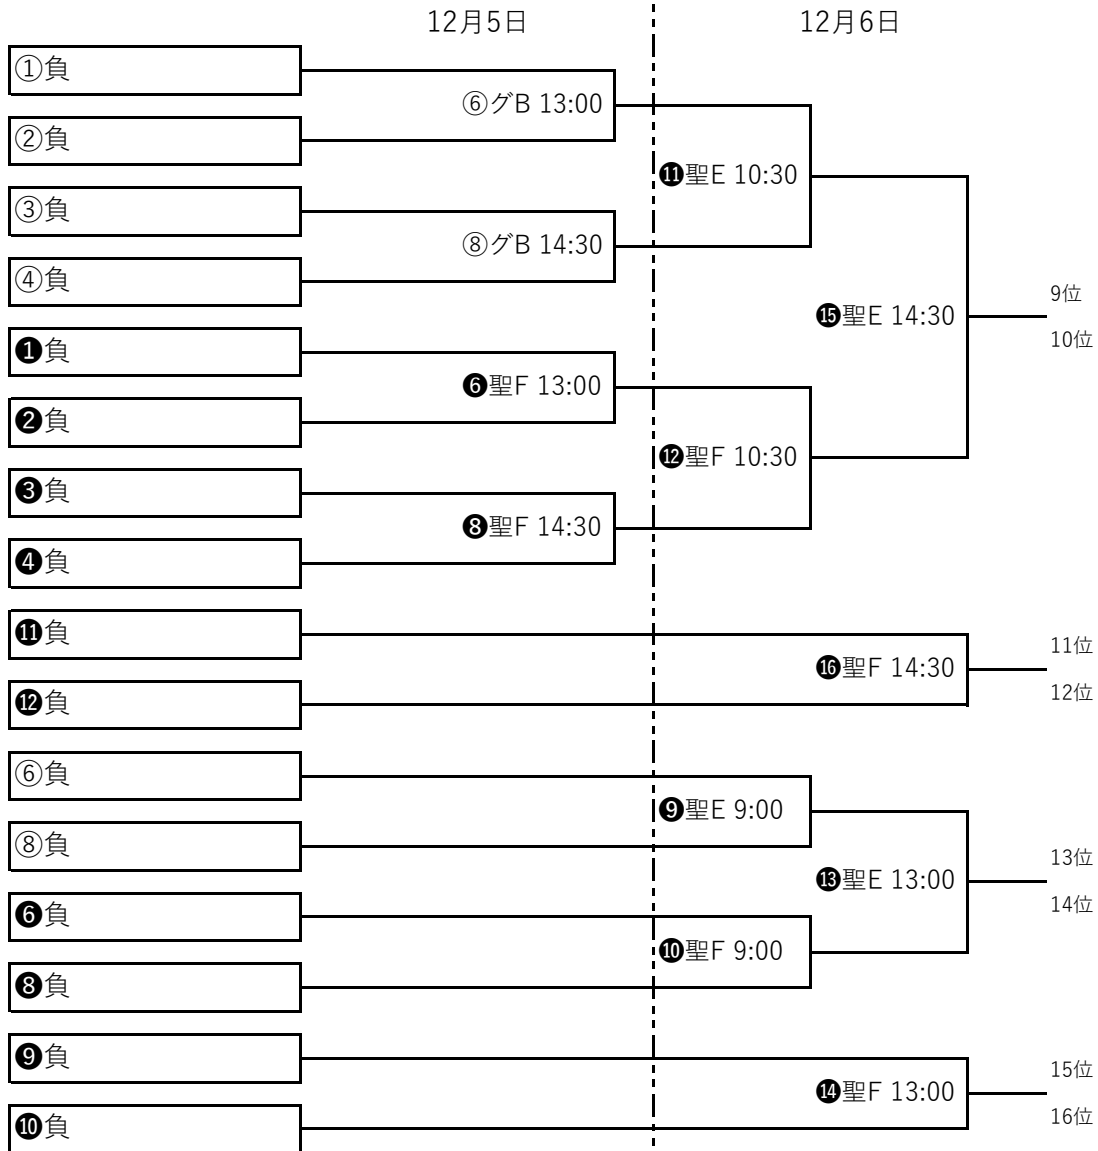 12月5日
12月6日
①負
⑥グB 13:00
②負
⓫聖E 10:30
③負
⑧グB 14:30
④負
9位
⓯聖E 14:30
10位
❶負
❻聖F 13:00
❷負
⓬聖F 10:30
❸負
❽聖F 14:30
❹負
⓫負
11位
⓰聖F 14:30
12位
⓬負
⑥負
❾聖E 9:00
⑧負
13位
⓭聖E 13:00
14位
❻負
❿聖F 9:00
❽負
❾負
15位
⓮聖F 13:00
16位
❿負